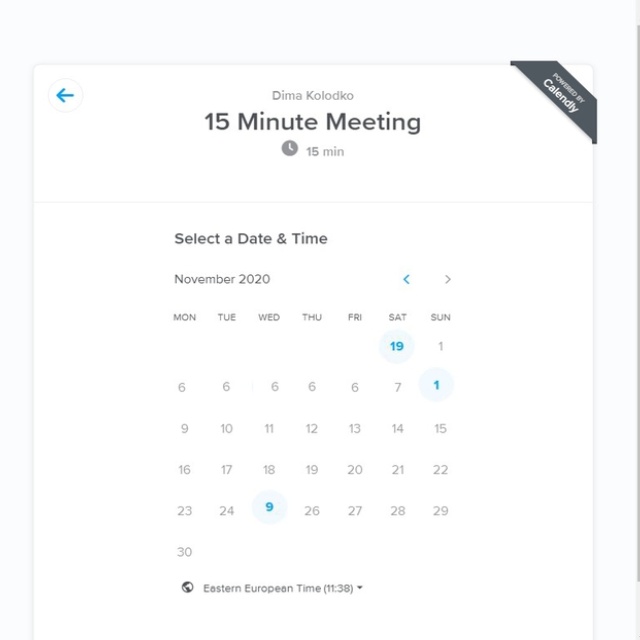 Dima Kolodko
POWERED BY
Calendly
15 Minute Meeting
15 min
Select a Date & Time
November 2020
MON TUE WED THU FRI SAT SUN
19 1
6 6 6 6 6 7 1
9 10 11 12 13 14 15
16 17 18 19 20 21 22
23 24 9 26 27 28 29
30
Eastern European Time (11:38)